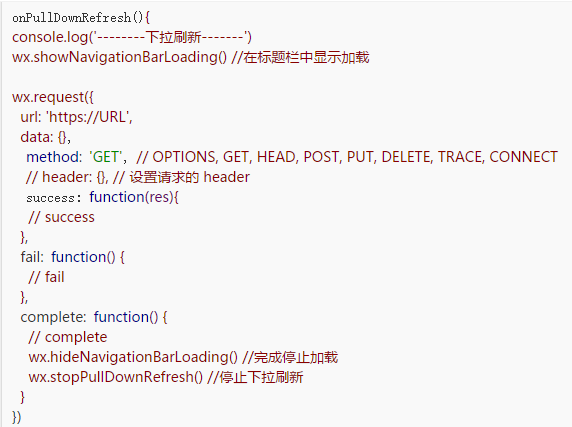 onPullDownRefresh(){
console.log('--------下拉刷新-------')
wx.showNavigationBarLoading() //在标题栏中显示加载
wx.request({
url: 'https://URL',
data: {},
method: 'GET', // OPTIONS, GET, HEAD, POST, PUT, DELETE, TRACE, CONNECT
// header: {}, // 设置请求的 header
success: function(res){
// success
},
fail: function() {
// fail
},
complete: function() {
// complete
wx.hideNavigationBarLoading() //完成停止加载
wx.stopPullDownRefresh() //停止下拉刷新
}
})